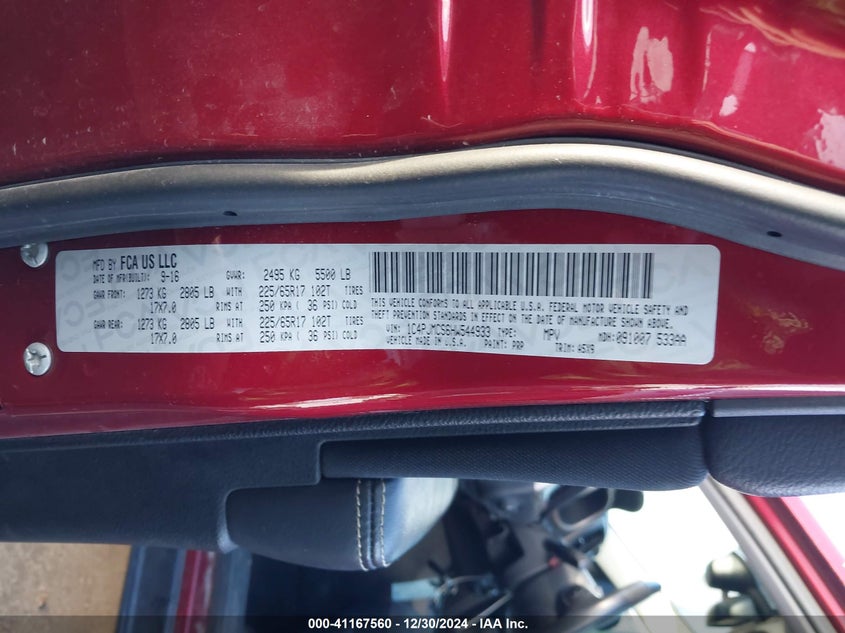 MFD BY FCA US LLC
DATE OF MFR(BUILT): 9-16 GVWR: 2495 KG 5500 LB
GAWR FRONT: 1273 KG 2805 LB WITH 225/65R17 102T TIRES
17X7.0 RIMS AT 250 KPA ( 36 PSI) COLD
GAWR REAR: 1273 KG 2805 LB WITH 225/65R17 102T TIRES
17X7.0 RIMS AT 250 KPA ( 36 PSI) COLD
THIS VEHICLE CONFORMS TO ALL APPLICABLE U.S.A. FEDERAL MOTOR VEHICLE SAFETY AND
THEFT PREVENTION STANDARDS IN EFFECT ON THE DATE OF MANUFACTURE SHOWN ABOVE.
VIN: 1C4PJMCS6HW544933 TYPE: MPV MDH: 091007 533AA
VEHICLE MADE IN U.S.A. PAINT: PRP TRIM: A5X9
000-41167560 - 12/30/2024 - IAA Inc.